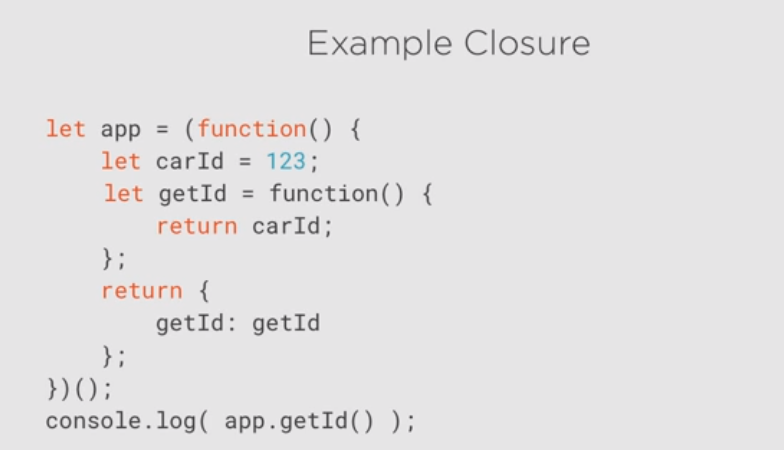 Example Closure
let app = (function() {
let carId = 123;
let getId = function() {
return carId;
};
return {
getId: getId
};
})();
console.log( app.getId() );